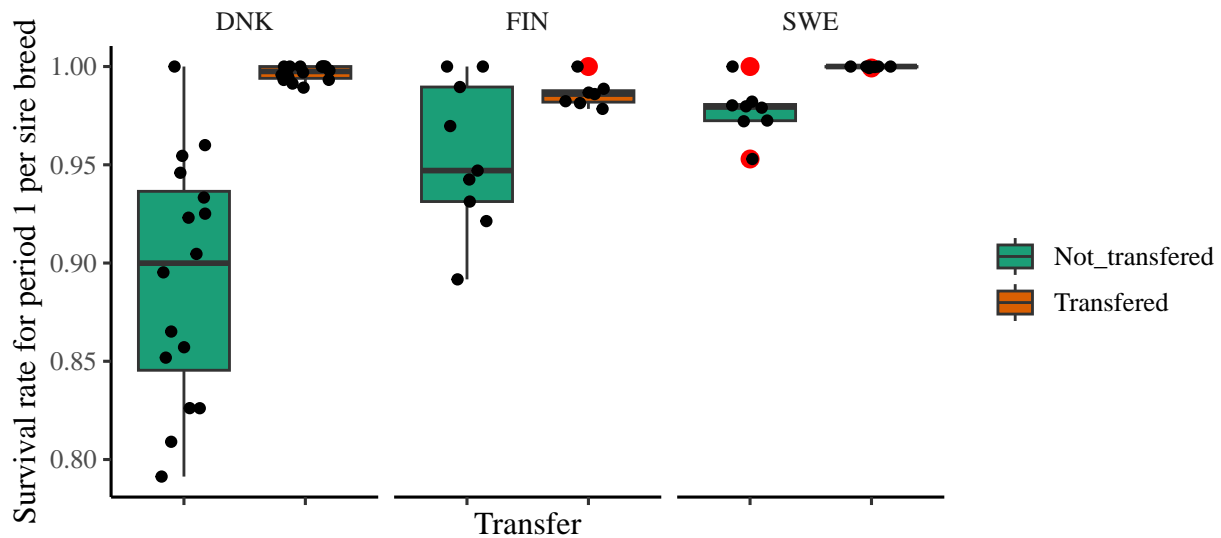 DNK FIN SWE
Survival rate for period 1 per sire breed
1.00
0.95
0.90
0.85
0.80
Transfer
Not_transfered
Transfered